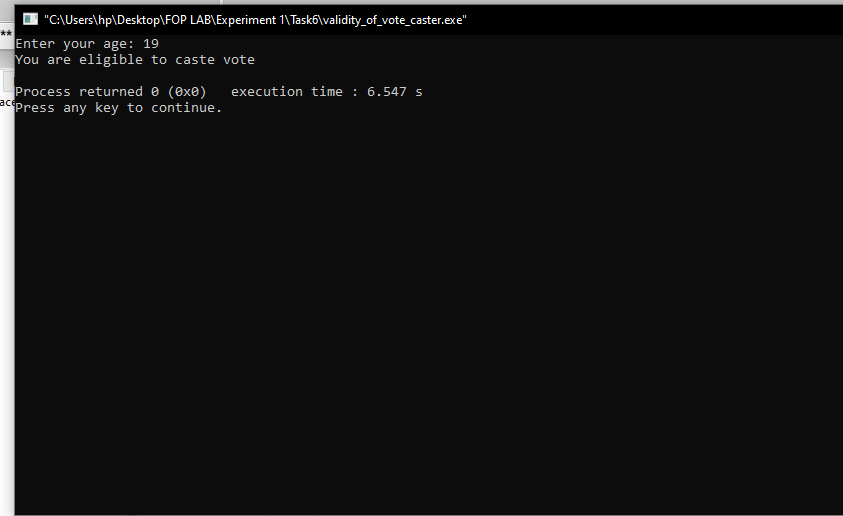 "C:\Users\hp\Desktop\FOP LAB\Experiment 1\Task6\validity_of_vote_caster.exe"
**
Enter your age: 19
You are eligible to caste vote
Process returned 0 (0x0)   execution time : 6.547 s
ace
Press any key to continue.